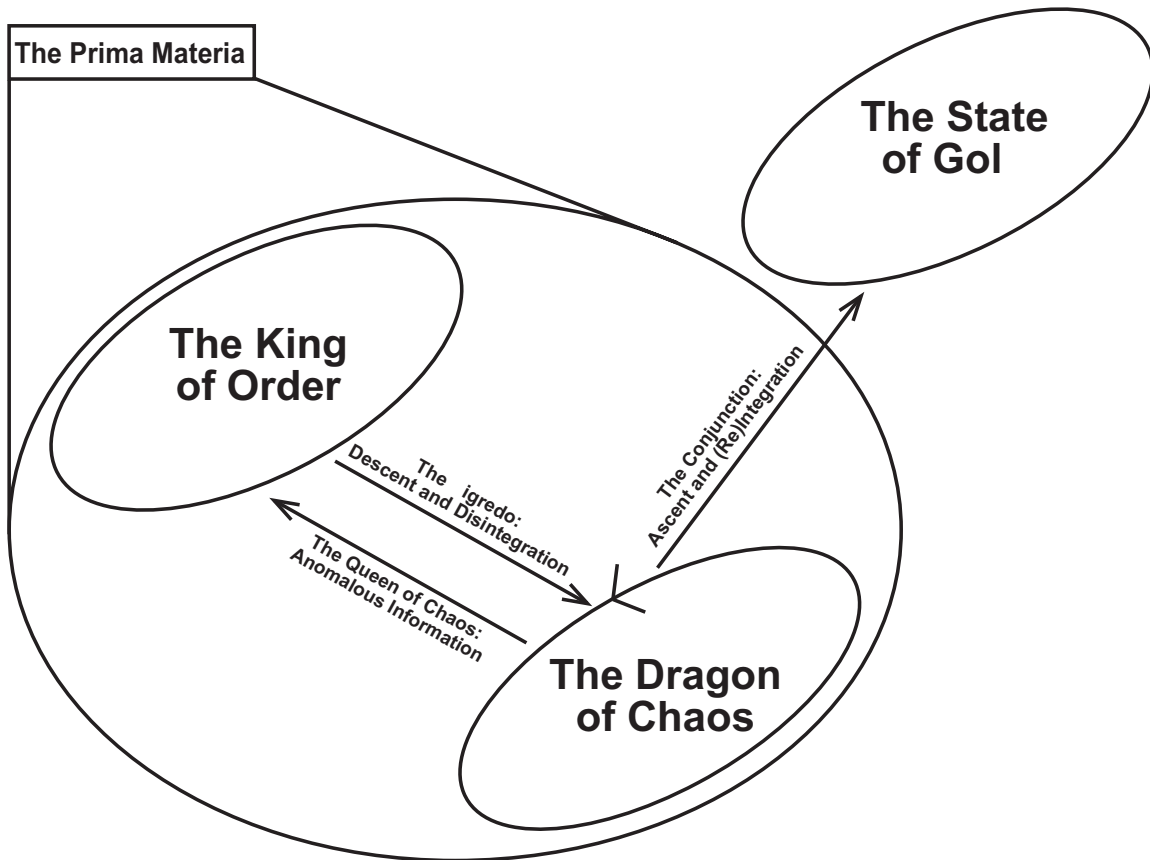 The Prima Materia
The State
of Gol
The King
of Order
The Conjunction:
Ascent and (Re)Integration
The igredo:
Descent and Disintegration
The Queen of Chaos:
Anomalous Information
The Dragon
of Chaos